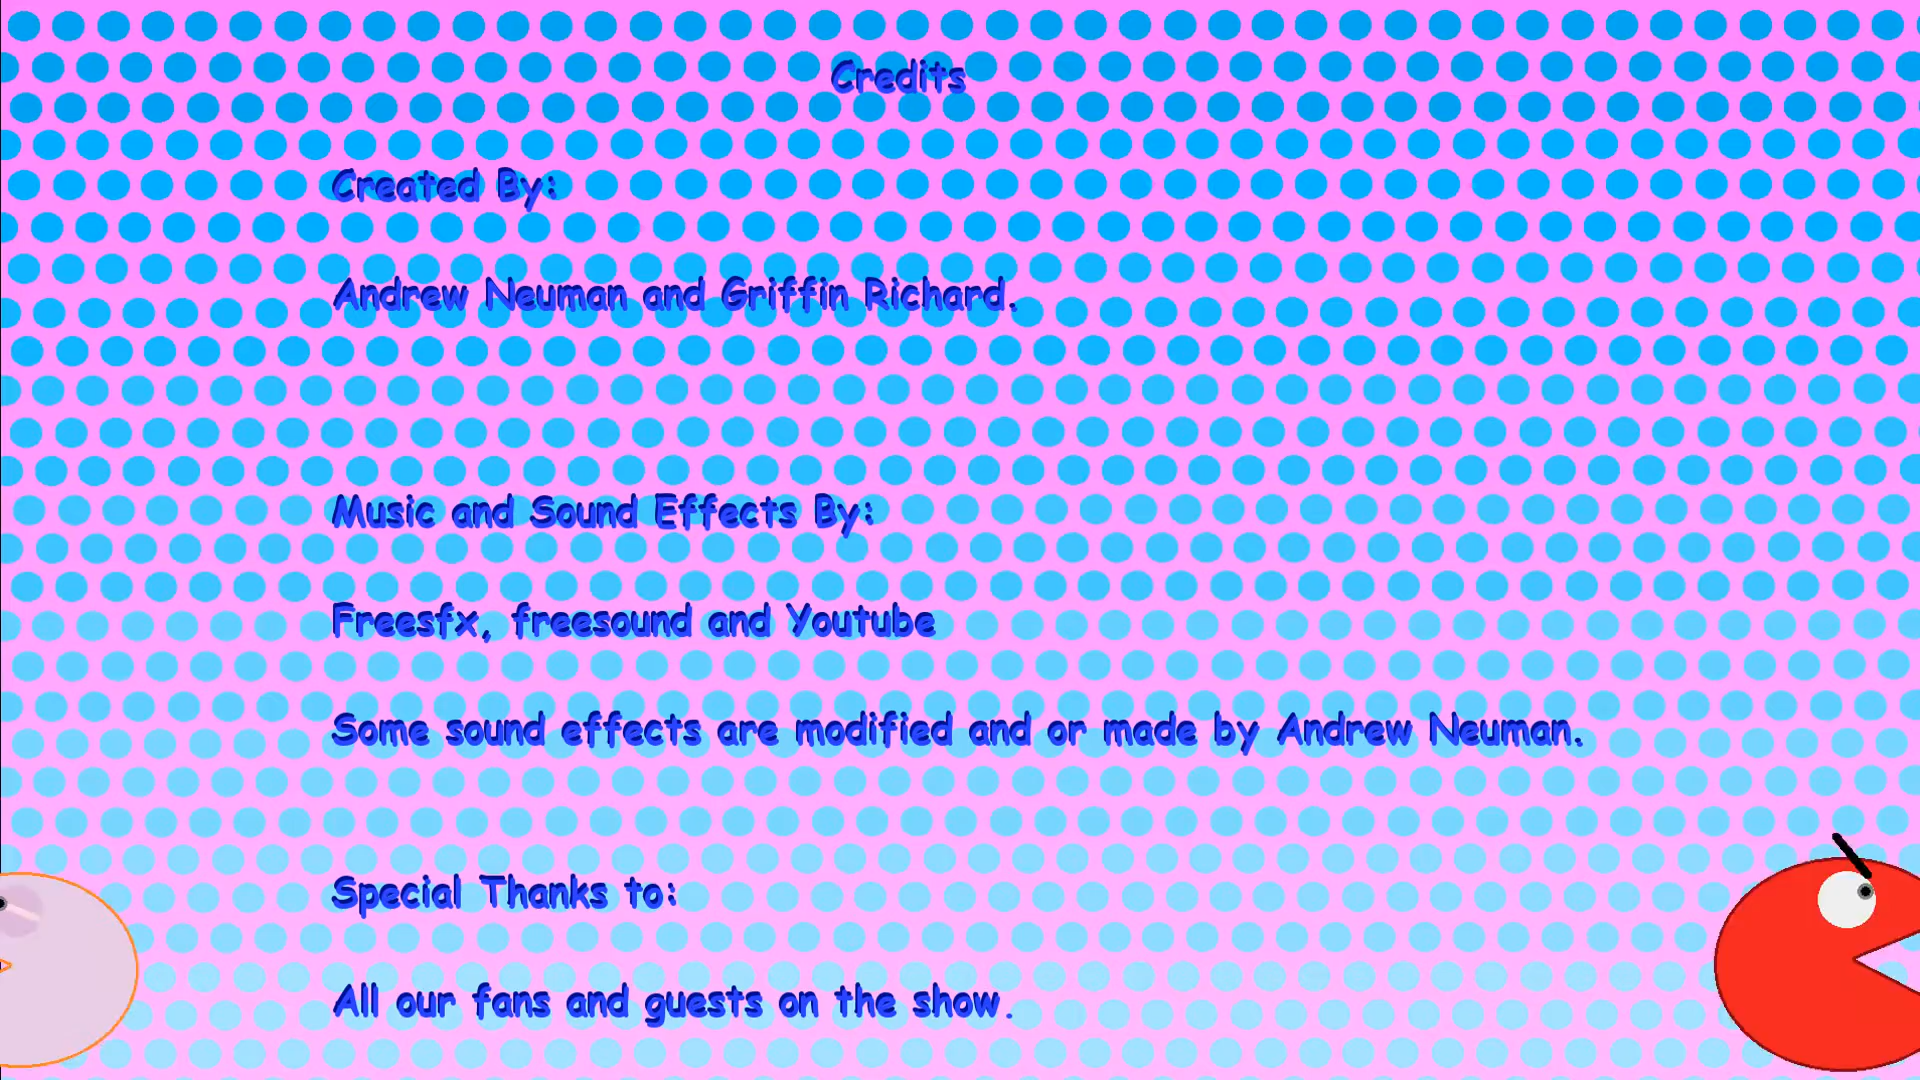 Credits
Created By:
Andrew Neuman and Griffin Richard.
Music and Sound Effects By:
Freesfx, freesound and Youtube
Some sound effects are modified and or made by Andrew Neuman.
Special Thanks to:
All our fans and guests on the show.